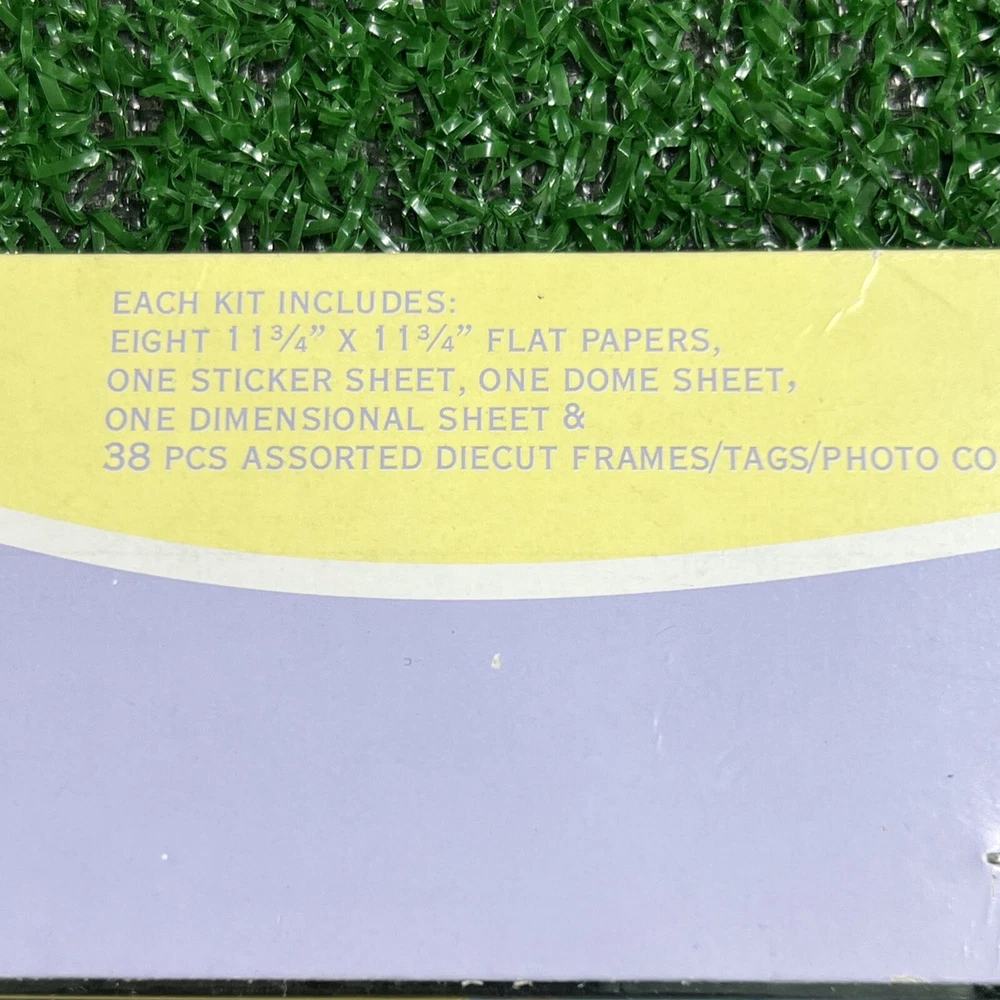 EACH KIT INCLUDES:
EIGHT 11¾” X 11¾” FLAT PAPERS,
ONE STICKER SHEET, ONE DOME SHEET,
ONE DIMENSIONAL SHEET &
38 PCS ASSORTED DIECUT FRAMES/TAGS/PHOTO CO